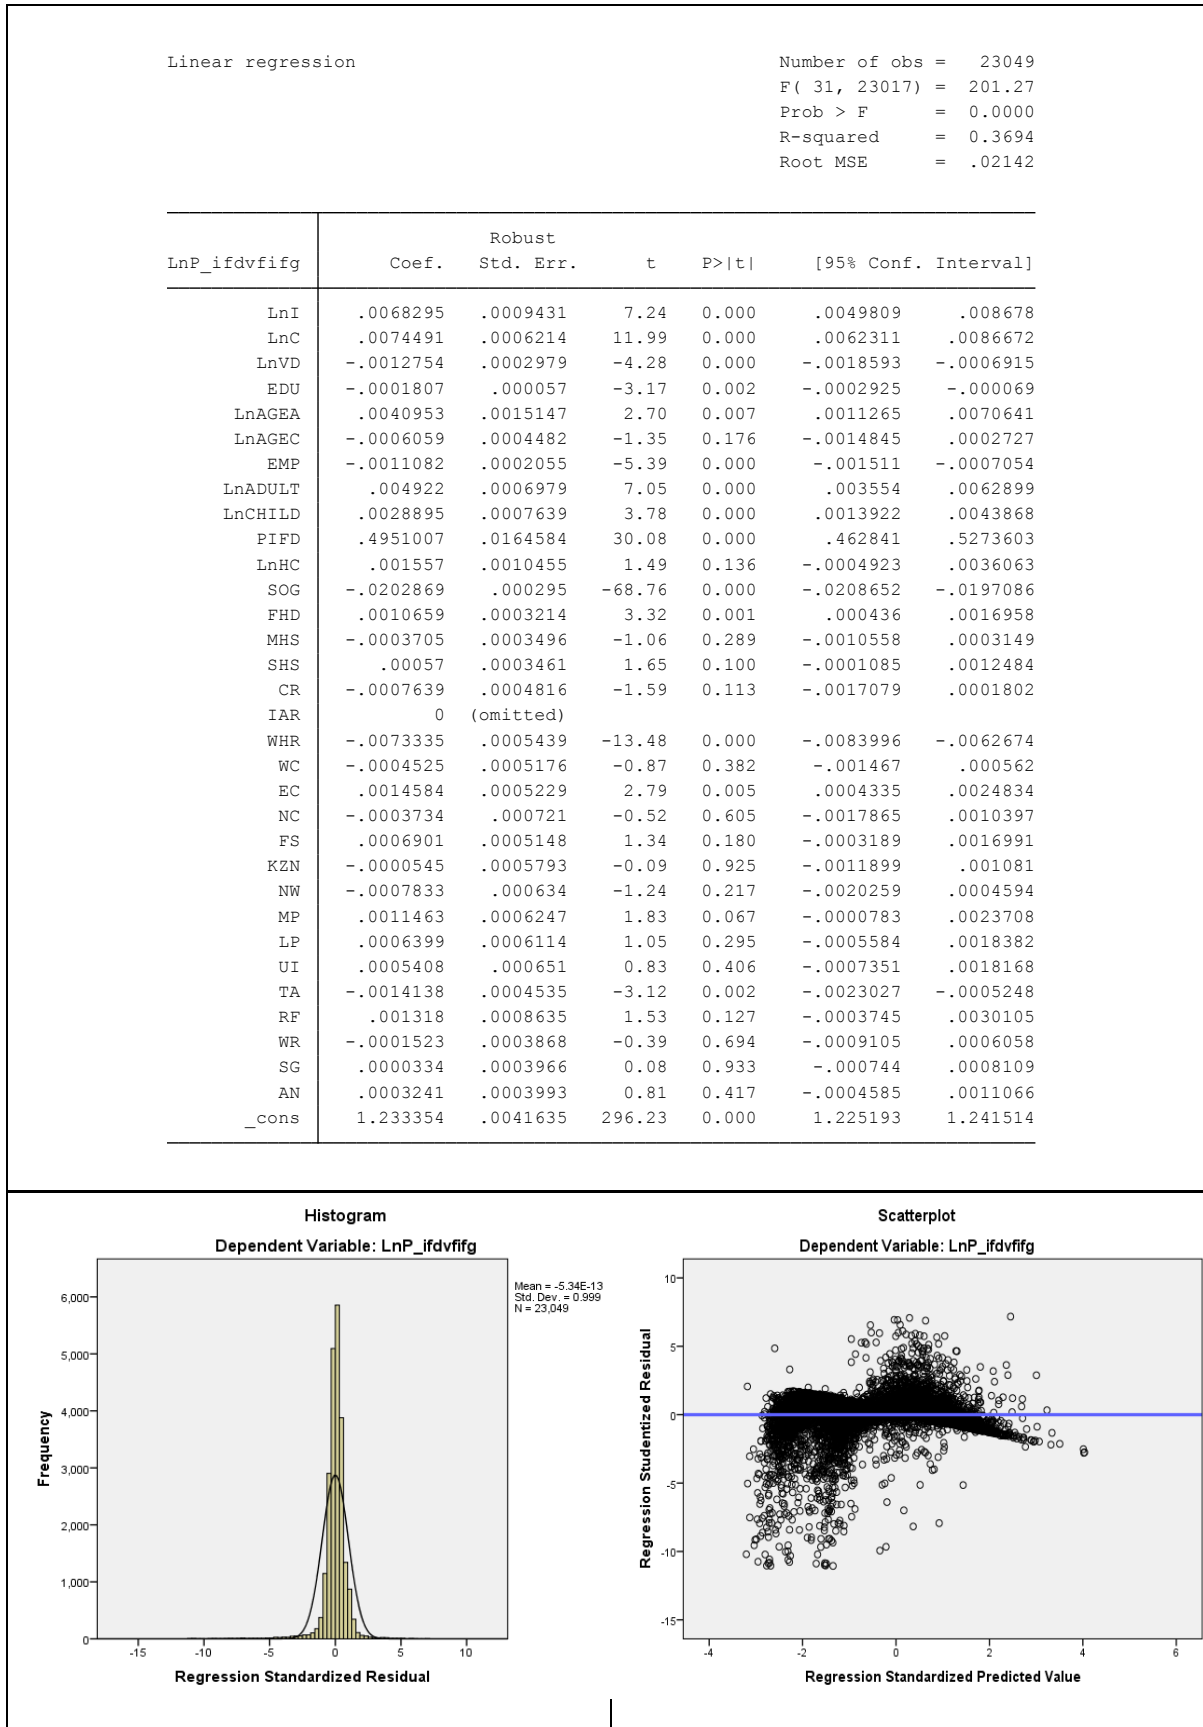 Linear regression Number of obs = 23049
F( 31, 23017) = 201.27
Prob > F = 0.0000
R-squared = 0.3694
Root MSE = .02142
Robust
LnP_ifdvfifg Coef. Std. Err. t P>|t| [95% Conf. Interval]
LnI .0068295 .0009431 7.24 0.000 .0049809 .008678
LnC .0074491 .0006214 11.99 0.000 .0062311 .0086672
LnVD -.0012754 .0002979 -4.28 0.000 -.0018593 -.0006915
EDU -.0001807 .000057 -3.17 0.002 -.0002925 -.000069
LnAGEA .0040953 .0015147 2.70 0.007 .0011265 .0070641
LnAGEC -.0006059 .0004482 -1.35 0.176 -.0014845 .0002727
EMP -.0011082 .0002055 -5.39 0.000 -.001511 -.0007054
LnADULT .004922 .0006979 7.05 0.000 .003554 .0062899
LnCHILD .0028895 .0007639 3.78 0.000 .0013922 .0043868
PIFD .4951007 .0164584 30.08 0.000 .462841 .5273603
LnHC .001557 .0010455 1.49 0.136 -.0004923 .0036063
SOG -.0202869 .000295 -68.76 0.000 -.0208652 -.0197086
FHD .0010659 .0003214 3.32 0.001 .000436 .0016958
MHS -.0003705 .0003496 -1.06 0.289 -.0010558 .0003149
SHS .00057 .0003461 1.65 0.100 -.0001085 .0012484
CR -.0007639 .0004816 -1.59 0.113 -.0017079 .0001802
IAR 0 (omitted)
WHR -.0073335 .0005439 -13.48 0.000 -.0083996 -.0062674
WC -.0004525 .0005176 -0.87 0.382 -.001467 .000562
EC .0014584 .0005229 2.79 0.005 .0004335 .0024834
NC -.0003734 .000721 -0.52 0.605 -.0017865 .0010397
FS .0006901 .0005148 1.34 0.180 -.0003189 .0016991
KZN -.0000545 .0005793 -0.09 0.925 -.0011899 .001081
NW -.0007833 .000634 -1.24 0.217 -.0020259 .0004594
MP .0011463 .0006247 1.83 0.067 -.0000783 .0023708
LP .0006399 .0006114 1.05 0.295 -.0005584 .0018382
UI .0005408 .000651 0.83 0.406 -.0007351 .0018168
TA -.0014138 .0004535 -3.12 0.002 -.0023027 -.0005248
RF .001318 .0008635 1.53 0.127 -.0003745 .0030105
WR -.0001523 .0003868 -0.39 0.694 -.0009105 .0006058
SG .0000334 .0003966 0.08 0.933 -.000744 .0008109
AN .0003241 .0003993 0.81 0.417 -.0004585 .0011066
_cons 1.233354 .0041635 296.23 0.000 1.225193 1.241514
Histogram
Dependent Variable: LnP_ifdvfifg
Mean = -5.34E-13
Std. Dev. = 0.999
N = 23,049
Frequency
6,000
5,000
4,000
3,000
2,000
1,000
0
-15 -10 -5 0 5 10
Regression Standardized Residual
Scatterplot
Dependent Variable: LnP_ifdvfifg
Regression Studentized Residual
10
5
0
-5
-10
-15
-4 -2 0 2 4 6
Regression Standardized Predicted Value